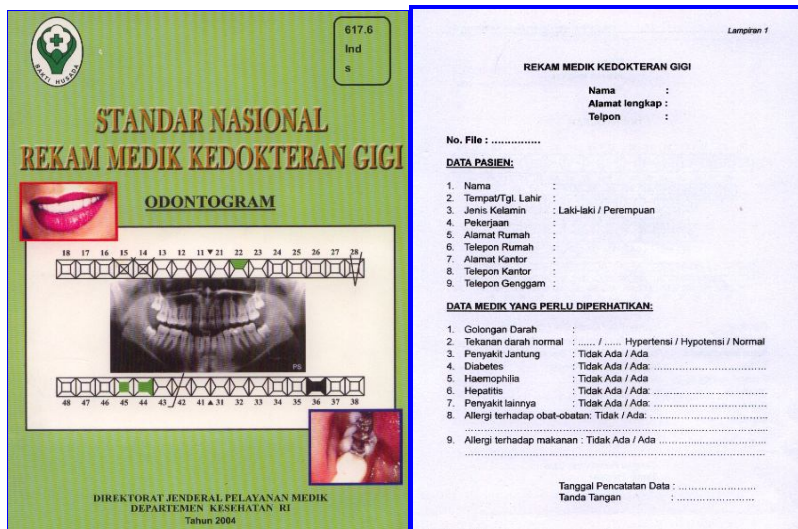 617.6
Ind
s
BAKTI HUSADA
STANDAR NASIONAL
REKAM MEDIK KEDOKTERAN GIGI
ODONTOGRAM
18 17 16 15 14 13 12 11 ▼ 21 22 23 24 25 26 27 28
PS
48 47 46 45 44 43 42 41 ▲ 31 32 33 34 35 36 37 38
DIREKTORAT JENDERAL PELAYANAN MEDIK
DEPARTEMEN KESEHATAN RI
Tahun 2004
Lampiran 1
REKAM MEDIK KEDOKTERAN GIGI
Nama :
Alamat lengkap :
Telpon :
No. File : ...............
DATA PASIEN:
1. Nama :
2. Tempat/Tgl. Lahir :
3. Jenis Kelamin : Laki-laki / Perempuan
4. Pekerjaan :
5. Alamat Rumah :
6. Telepon Rumah :
7. Alamat Kantor :
8. Telepon Kantor :
9. Telepon Genggam :
DATA MEDIK YANG PERLU DIPERHATIKAN:
1. Golongan Darah :
2. Tekanan darah normal : ...... / ...... Hypertensi / Hypotensi / Normal
3. Penyakit Jantung : Tidak Ada / Ada
4. Diabetes : Tidak Ada / Ada: ..............................
5. Haemophilia : Tidak Ada / Ada
6. Hepatitis : Tidak Ada / Ada: ..............................
7. Penyakit lainnya : Tidak Ada / Ada: ..............................
8. Allergi terhadap obat-obatan: Tidak / Ada: ..............................
9. Allergi terhadap makanan : Tidak Ada / Ada ..............................
Tanggal Pencatatan Data : ........................
Tanda Tangan : ........................